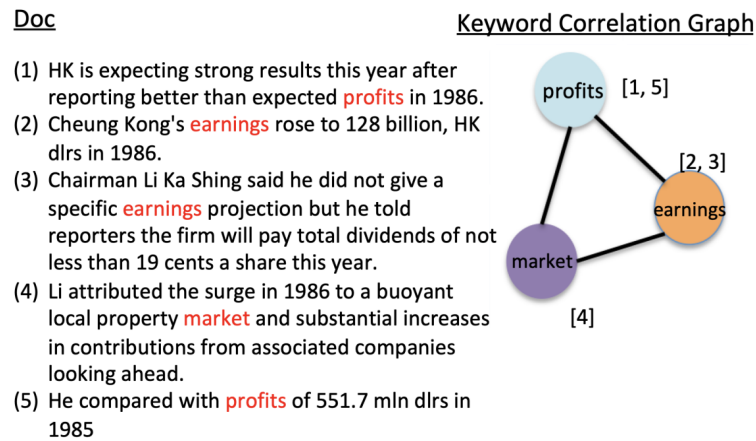 Doc
(1) HK is expecting strong results this year after
reporting better than expected profits in 1986.
(2) Cheung Kong's earnings rose to 128 billion, HK
dlrs in 1986.
(3) Chairman Li Ka Shing said he did not give a
specific earnings projection but he told
reporters the firm will pay total dividends of not
less than 19 cents a share this year.
(4) Li attributed the surge in 1986 to a buoyant
local property market and substantial increases
in contributions from associated companies
looking ahead.
(5) He compared with profits of 551.7 mln dlrs in
1985
Keyword Correlation Graph
profits [1, 5]
[2, 3]
earnings
market
[4]